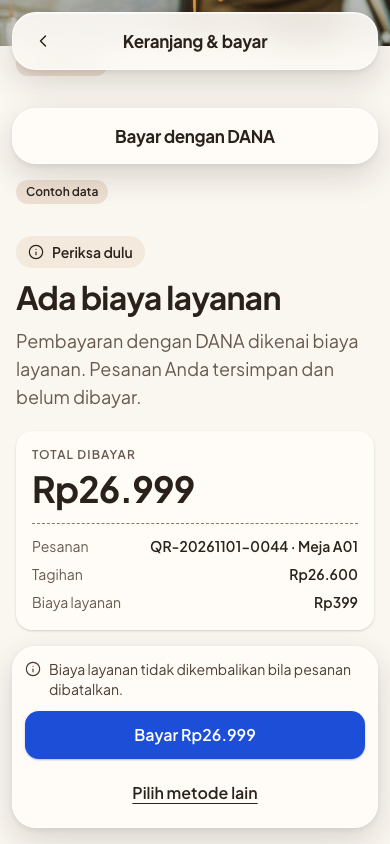 Keranjang & bayar
Bayar dengan DANA
Contoh data
Periksa dulu
Ada biaya layanan
Pembayaran dengan DANA dikenai biaya
layanan. Pesanan Anda tersimpan dan
belum dibayar.
TOTAL DIBAYAR
Rp26.999
Pesanan QR-20261101-0044 · Meja A01
Tagihan Rp26.600
Biaya layanan Rp399
Biaya layanan tidak dikembalikan bila pesanan
dibatalkan.
Bayar Rp26.999
Pilih metode lain